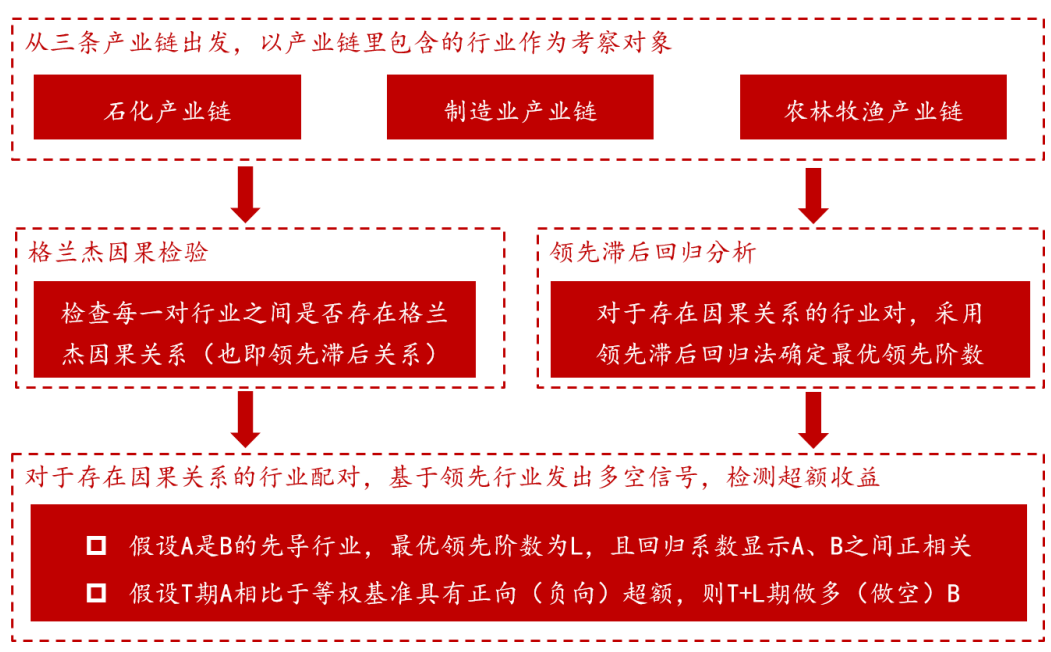 从三条产业链出发，以产业链里包含的行业作为考察对象
石化产业链
制造业产业链
农林牧渔产业链
格兰杰因果检验
检查每一对行业之间是否存在格兰
杰因果关系（也即领先滞后关系）
领先滞后回归分析
对于存在因果关系的行业对，采用
领先滞后回归法确定最优领先阶数
对于存在因果关系的行业配对，基于领先行业发出多空信号，检测超额收益
假设A是B的先导行业，最优领先阶数为L，且回归系数显示A、B之间正相关
假设T期A相比于等权基准具有正向（负向）超额，则T+L期做多（做空）B